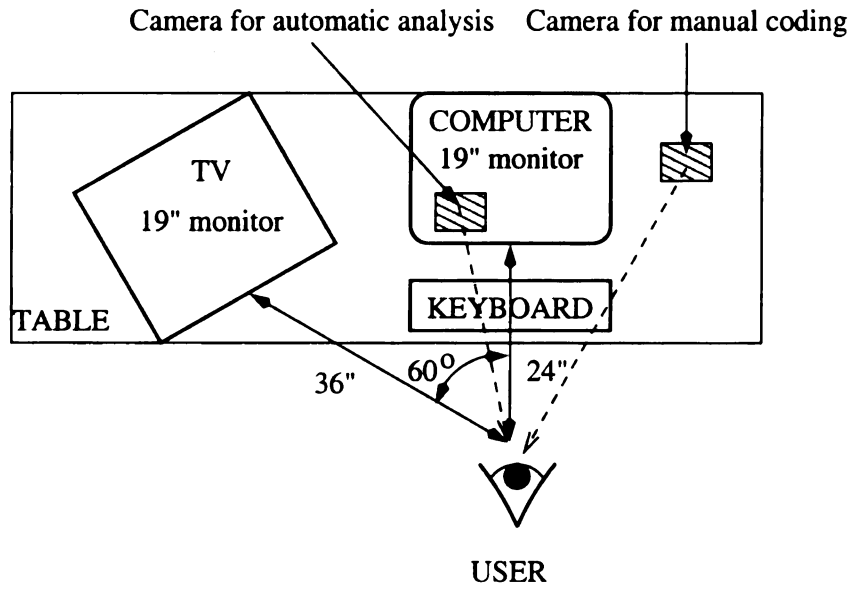 Camera for automatic analysis
Camera for manual coding
COMPUTER
19" monitor
TV
19" monitor
KEYBOARD
TABLE
36"
60o
24"
USER